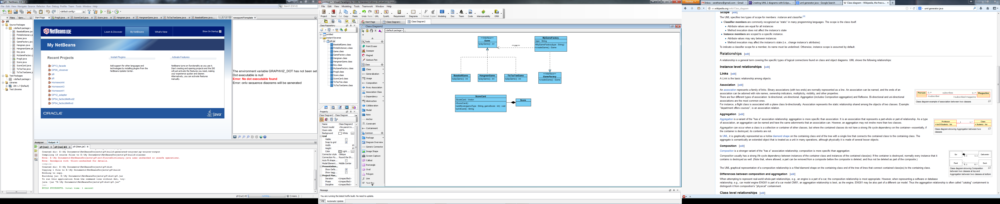 p9 - NetBeans IDE 7.4
File Edit View Navigate Source Refactor Run Debug Profile Team Tools Window Help
Search (Ctrl+I)
<default config>
Files Serv...
p9
Source Packages
<default package>
BaseballGame.java
FiniteDictionary.ja
Game.java
GameFactory.java
Hangman.java
HangmanGame.java
Key.java
MyGameFactory.ja
Prog9.java
Score.java
ScoreCard.java
TicTacToe.java
TicTacToeGame.ja
Test Packages
<default package>
Libraries
JDK 1.7 (Default)
Test Libraries
Start Page Prog9.java ScoreCard.java Score.java Hangman.java HangmanGame.java TicTacToeGame.java BaseballGame.java...
NetBeans IDE
Learn & Discover My NetBeans What's New
Show On Startup
My NetBeans
Recent Projects
DP13_facade
DP06_observer
p8
p6
Homework4
Homework3
Homework1
DP12_adapter
DP04_factoryMethod2
DP04_factoryMethod
Install Plugins
Add support for other languages and
technologies by installing plugins from the
NetBeans Update Center.
Activate Features
NetBeans turns on functionality as you use it.
Start creating and opening projects and the IDE
will just activate the features you need, making
your experience quicker and cleaner.
Alternatively, you can activate features
manually.
ORACLE
Java
newpumlTemplate
The environment variable GRAPHVIZ_DOT has not been set
Dot executable is null
Error: No dot executable found
Error: only sequence diagrams will be generated
Analyzer Output
p9 (run) p9 (run) #2 p9 (clean,jar)
Created dir: E:\My Documents\NetBeansProjects\p9\build\generated-sources\ap-source-output
Compiling 13 source files to E:\My Documents\NetBeansProjects\p9\build\classes
Note: E:\My Documents\NetBeansProjects\p9\src\FiniteDictionary.java uses unchecked or unsafe operations.
Note: Recompile with -Xlint:unchecked for details.
compile:
Created dir: E:\My Documents\NetBeansProjects\p9\dist
Copying 1 file to E:\My Documents\NetBeansProjects\p9\build
Nothing to copy.
Building jar: E:\My Documents\NetBeansProjects\p9\dist\p9.jar
To run this application from the command line without Ant, try:
java -jar "E:\My Documents\NetBeansProjects\p9\dist\p9.jar"
jar:
BUILD SUCCESSFUL (total time: 1 second)
p9 (run) #2 running... (1 more...)
untitled * - Visual Paradigm for UML Standard Edition (Evaluation Copy)
File Edit View Modeling Tools Teamwork Window Help
Project Save Cut Copy Paste Undo Redo UML SysML Requirement Diagrams Format Copier Modeling Doc Team Code Interoperability ORM
Class Repository
untitled
Instant Reverse
p9.jar
BaseballGame.class
FiniteDictionary.class
Game.class
GameFactory.class
Hangman.class
HangmanGame.class
Key.class
MyGameFactory.class
Prog9.class
Score.class
ScoreCard.class
TicTacToe.class
TicTacToeGame.class
Property
Class Diagram2 - Class Diagram
Name Class Diagram2
Parent model <No parent m...
Zoom ratio 100%
Background White
Grid
Visible
Snap to grid
Width 10
Height 10
Color Light ...
Connector style Oblique
Connection Po... Round the Sh...
Auto fit shape...
Model Element... Middle Center
Presentation...
Show Defa...
Show tagg...
Project Man...
Iteration <Unspecified>
Phase <Unspecified>
Discipline <Unspecified>
Start Page Class Diagram1 Class Diagram2
Class Diagram2
<default package>
Tools
Point Eraser
Sweeper
Magnet
Gesture Pen
Class
Class
Generalization
Usage
Composition
N-ary Association
Association Class
Dependency
Abstraction
Collaboration
Model
Note
Anchor
Constraint
Containment
Common
Package
Diagram Overview
Generic Connector
Image Shape
Screen Capture
Callout
Rectangle
Oval
Polygon
Line
Text Box
<<Interface>>
Game
+playGame() : int
<<use>>
MyGameFactory
-type : String
+MyGameFactory(type : String)
+createGame() : Game
BaseballGame
+playGame() : int
HangmanGame
+playGame() : int
TicTacToeGame
+playGame() : int
<<Interface>>
GameFactory
+createGame() : Game
ScoreCard
-ScoreCard : Vector
+ScoreCard()
+addScore(gameType : String, gameScore : int) : void
+printCard() : String
Score
Message
You are running the latest hotfix build. No need to update.
Log Automatic Update
Firefox
Inbox - serathano@gmail.com - Gmail
Creating UML 2 diagrams with Eclips...
uml generator java - Google Search
Class diagram - Wikipedia, the free e...
en.wikipedia.org/wiki/Class_diagram
uml generator java
Scope [edit]
The UML specifies two types of scope for members: instance and classifier.[4]
Classifier members are commonly recognized as "static" in many programming languages. The scope is the class itself.
Attribute values are equal for all instances
Method invocation does not affect the instance's state
Instance members are scoped to a specific instance.
Attribute values may vary between instances
Method invocation may affect the instance's state (i.e., change instance's attributes)
To indicate a classifier scope for a member, its name must be underlined. Otherwise, instance scope is assumed by default.
Relationships [edit]
A relationship is a general term covering the specific types of logical connections found on class and object diagrams. UML shows the following relationships:
Instance level relationships [edit]
Links [edit]
A Link is the basic relationship among objects.
Association [edit]
An association represents a family of links. Binary associations (with two ends) are normally represented as a line. An association can be named, and the ends of an
association can be adorned with role names, ownership indicators, multiplicity, visibility, and other properties.
There are four different types of association: bi-directional, uni-directional, Aggregation (includes Composition aggregation) and Reflexive. Bi-directional and uni-directional
associations are the most common ones.
For instance, a flight class is associated with a plane class bi-directionally. Association represents the static relationship shared among the objects of two classes. Example:
"department offers courses", is an association relation.
Person 0..* subscribes 0..* Magazine
+subscriber +subscribed magazine
Class diagram example of association between two classes
Aggregation [edit]
Aggregation is a variant of the "has a" association relationship; aggregation is more specific than association. It is an association that represents a part-whole or part-of relationship. As a type
of association, an aggregation can be named and have the same adornments that an association can. However, an aggregation may not involve more than two classes.
Aggregation can occur when a class is a collection or container of other classes, but where the contained classes do not have a strong life cycle dependency on the container—essentially, if
the container is destroyed, its contents are not.
In UML, it is graphically represented as a hollow diamond shape on the containing class end of the tree with a single line that connects the contained class to the containing class. The
aggregate is semantically an extended object that is treated as a unit in many operations, although physically it is made of several lesser objects.
Professor 1 1..* Class
+ listOfStudents : list + Students : list
Class diagram showing Aggregation between two
classes
Composition [edit]
Composition is a stronger variant of the "has a" association relationship; composition is more specific than aggregation.
Composition usually has a strong life cycle dependency between instances of the container class and instances of the contained class(es): If the container is destroyed, normally every instance that it
contains is destroyed as well. (Note that, where allowed, a part can be removed from a composite before the composite is deleted, and thus not be deleted as part of the composite.)
The UML graphical representation of a composition relationship is a filled diamond shape on the containing class end of the tree of lines that connect contained class(es) to the containing class.
Car 0..1 1..1 Carburetor
Pond 0..1 0..* Duck
Class diagram showing Composition
between two classes at top and
Aggregation between two classes at bottom
Differences between composition and aggregation [edit]
When attempting to represent real-world whole-part relationships, e.g., an engine is a part of a car, the composition relationship is most appropriate. However, when representing a software or database
relationship, e.g., car model engine ENG01 is part of a car model CM01, an aggregation relationship is best, as the engine, ENG01 may be also part of a different car model. Thus the aggregation relationship is often called "catalog" containment to
distinguish it from composition's "physical" containment.
Class level relationships [edit]